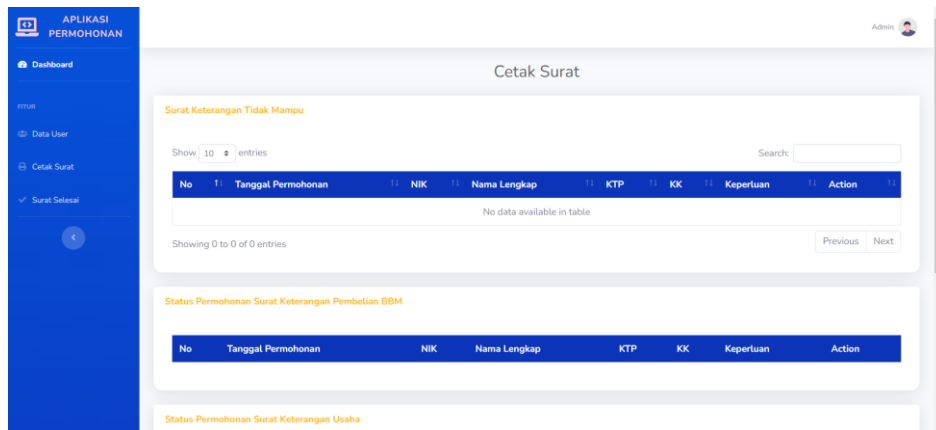 APLIKASI
PERMOHONAN
Admin
Dashboard
FITUR
Data User
Cetak Surat
Surat Selesai
Cetak Surat
Surat Keterangan Tidak Mampu
Show 10 entries
Search:
No Tanggal Permohonan NIK Nama Lengkap KTP KK Keperluan Action
No data available in table
Showing 0 to 0 of 0 entries
Previous Next
Status Permohonan Surat Keterangan Pembelian BBM
No Tanggal Permohonan NIK Nama Lengkap KTP KK Keperluan Action
Status Permohonan Surat Keterangan Usaha